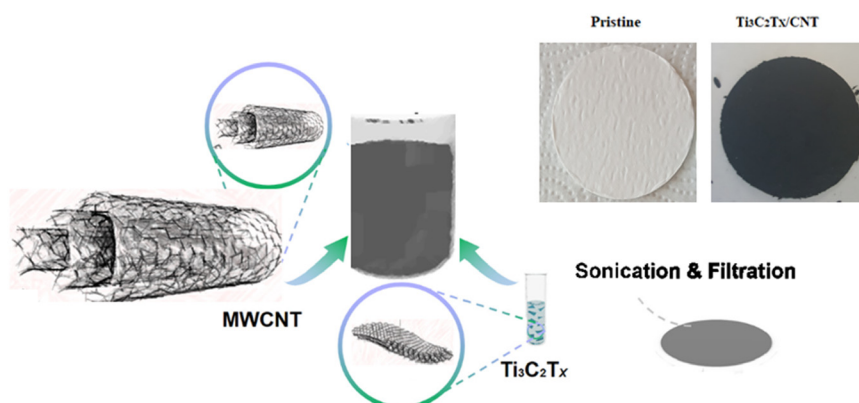 Pristine
Ti3C2Tx/CNT
MWCNT
Ti₃C₂Tx
Sonication & Filtration